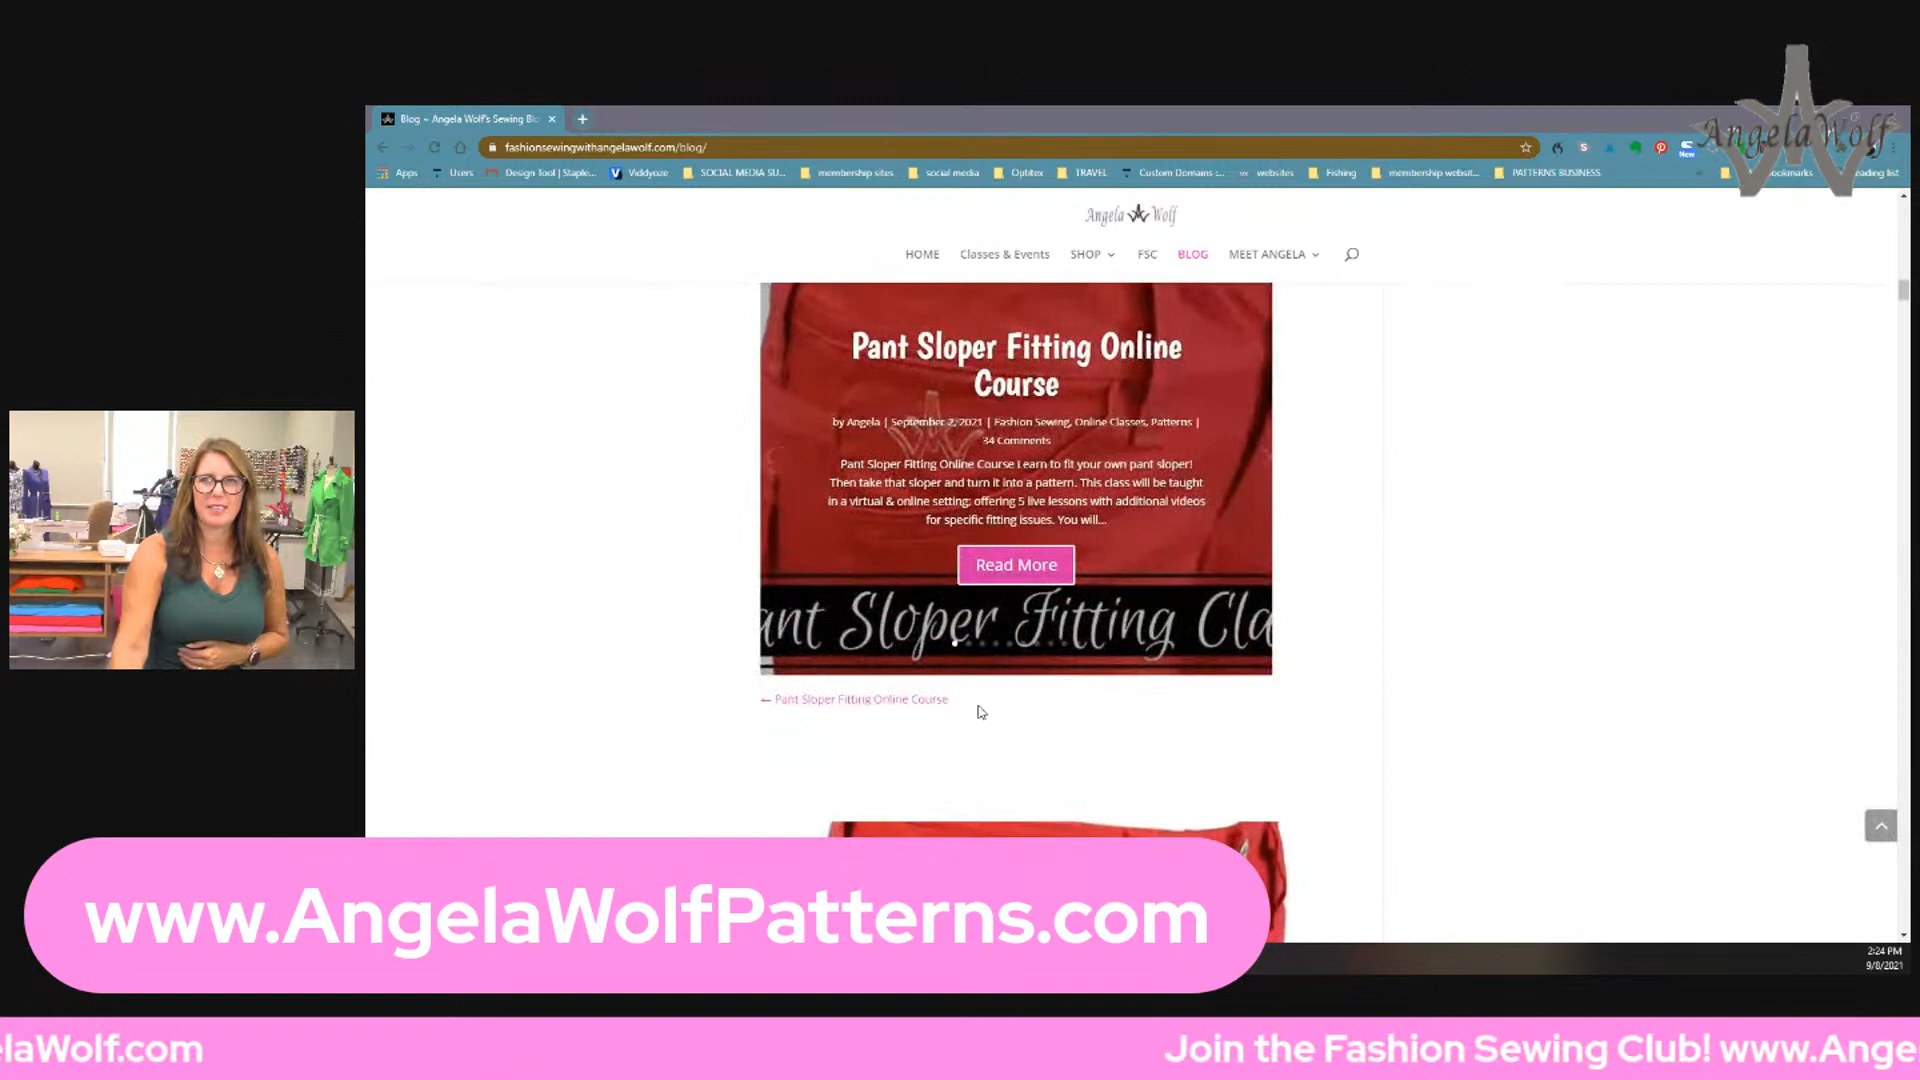 Angela Wolf
Blog ~ Angela Wolf's Sewing Blo
fashionsewingwithangelawolf.com/blog/
New
Apps Users Design Tool | Staple... Viddyoze SOCIAL MEDIA SU... membership sites social media Optitex TRAVEL Custom Domains :... websites Fishing membership websit... PATTERNS BUSINESS
Angela Wolf
HOME Classes & Events SHOP FSC BLOG MEET ANGELA
Pant Sloper Fitting Online
Course
by Angela | September 2, 2021 | Fashion Sewing, Online Classes, Patterns |
34 Comments
Pant Sloper Fitting Online Course Learn to fit your own pant sloper!
Then take that sloper and turn it into a pattern. This class will be taught
in a virtual & online setting; offering 5 live lessons with additional videos
for specific fitting issues. You will...
Read More
ant Sloper Fitting Cla
← Pant Sloper Fitting Online Course
www.AngelaWolfPatterns.com
2:24 PM
9/8/2021
elaWolf.com
Join the Fashion Sewing Club! www.Ange